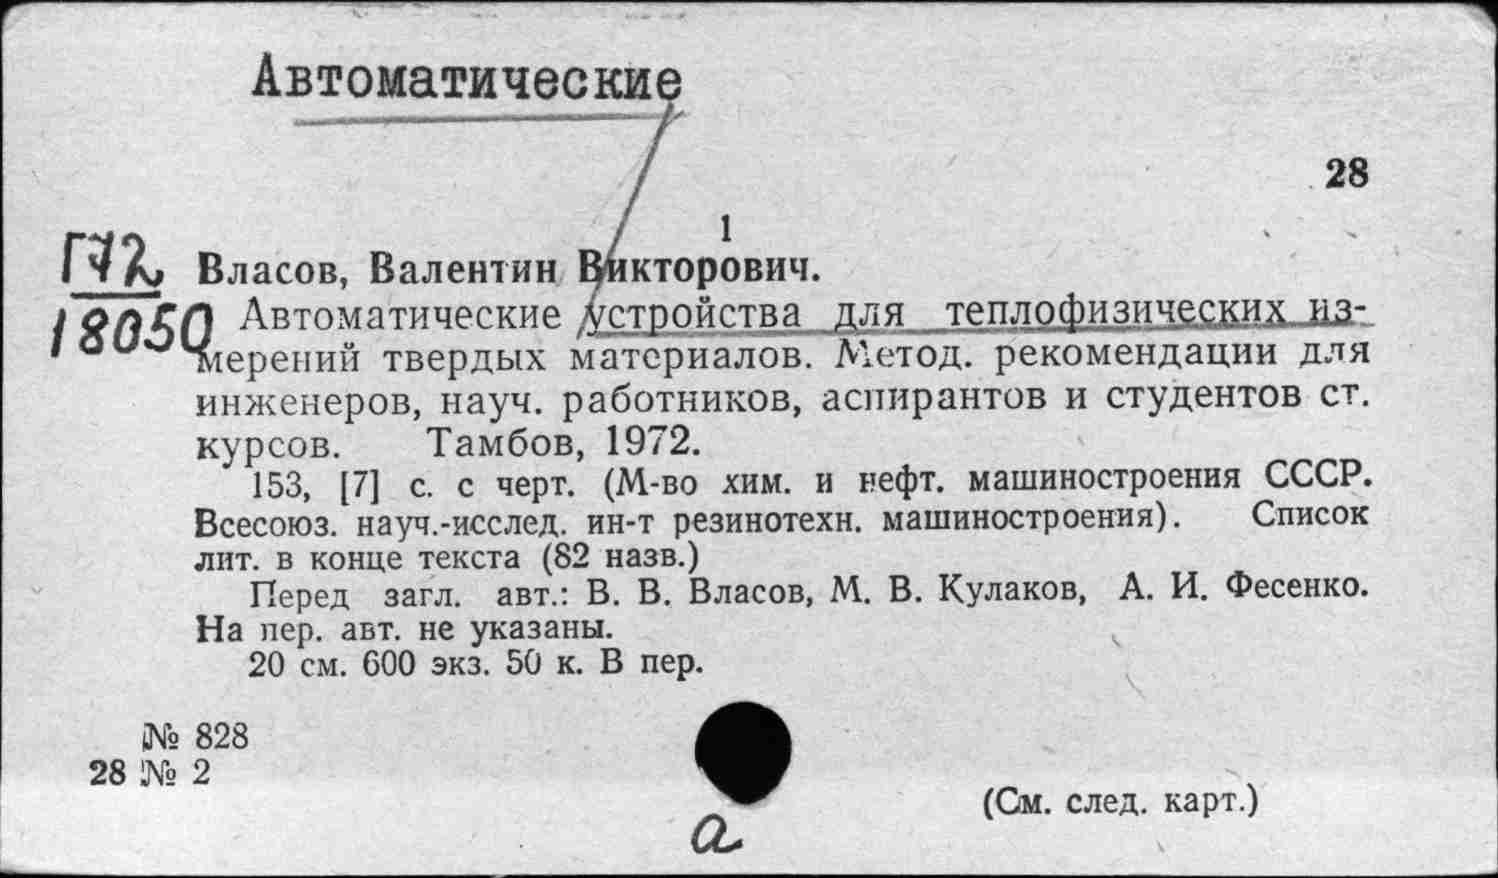 Автоматические
28
1
П72 Власов, Валентин Викторович.
18050 Автоматические устройства для теплофизических из-
мерений твердых материалов. Метод. рекомендации для
инженеров, науч. работников, аспирантов и студентов ст.
курсов. Тамбов, 1972.
153, [7] с. с черт. (М-во хим. и нефт. машиностроения СССР.
Всесоюз. науч.-исслед. ин-т резинотехн. машиностроения). Список
лит. в конце текста (82 назв.)
Перед загл. авт.: В. В. Власов, М. В. Кулаков, А. И. Фесенко.
На пер. авт. не указаны.
20 см. 600 экз. 50 к. В пер.
№ 828
28 № 2
(См. след. карт.)
а